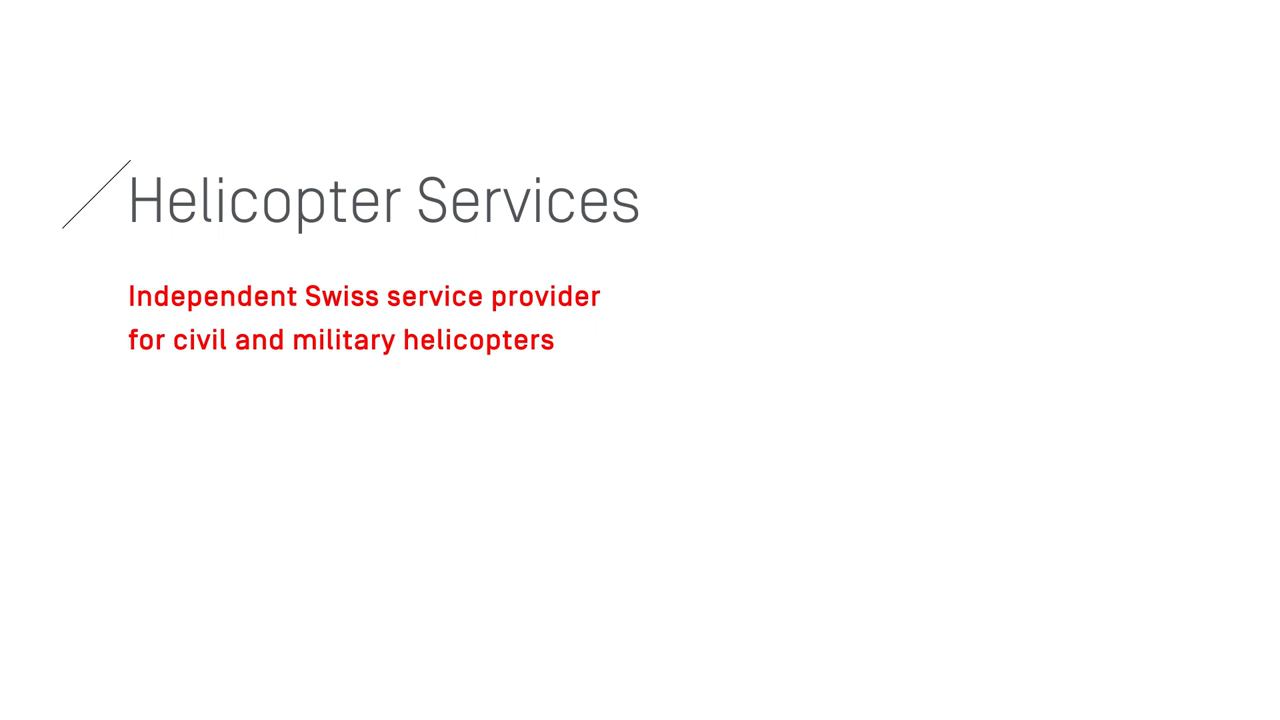 Helicopter Services
Independent Swiss service provider
for civil and military helicopters